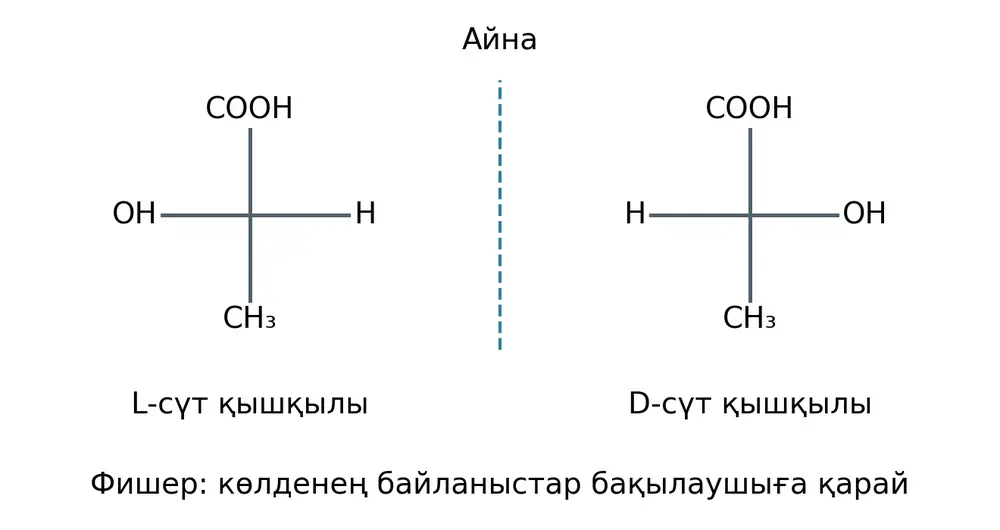 Айна
COOH
COOH
OH
H
H
OH
CH₃
CH₃
L-сүт қышқылы
D-сүт қышқылы
Фишер: көлденең байланыстар бақылаушыға қарай